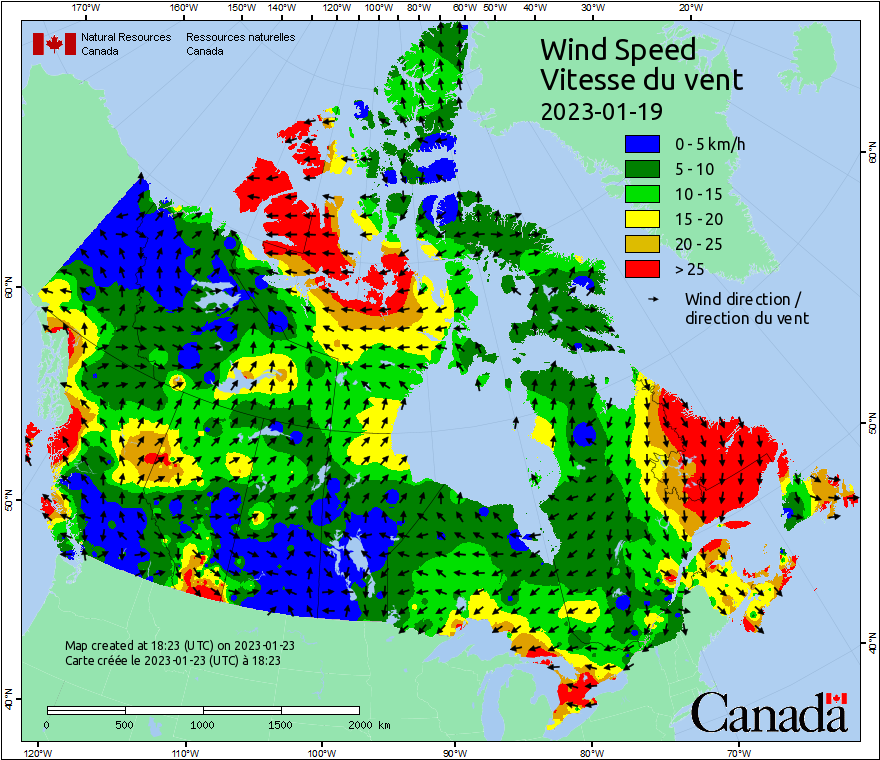 170°W 160°W 150°W 140°W 130°W 120°W 110°W 100°W 90°W 80°W 70°W 60°W 50°W 40°W 30°W 20°W
Natural Resources Ressources naturelles
Canada Canada
Wind Speed
Vitesse du vent
2023-01-19
0 - 5 km/h
5 - 10
10 - 15
15 - 20
20 - 25
> 25
Wind direction /
direction du vent
60°N
60°N
50°N
50°N
40°N
40°N
Map created at 18:23 (UTC) on 2023-01-23
Carte créée le 2023-01-23 (UTC) à 18:23
0 500 1000 1500 2000 km
Canada
120°W 110°W 100°W 90°W 80°W 70°W